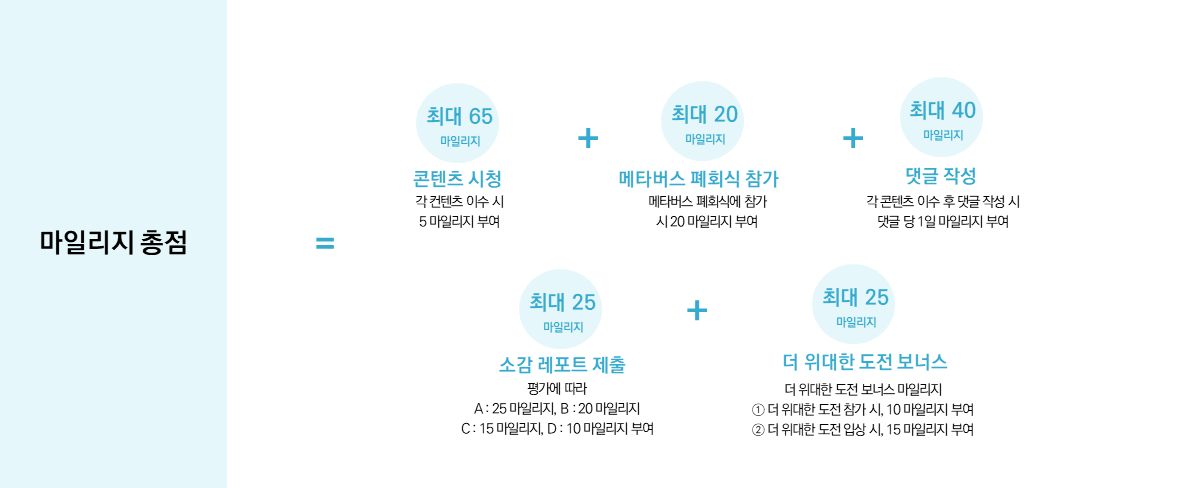 마일리지 총점
=
최대 65
마일리지
콘텐츠 시청
각 컨텐츠 이수 시
5 마일리지 부여
+
최대 20
마일리지
메타버스 폐회식 참가
메타버스 폐회식에 참가
시 20 마일리지 부여
+
최대 40
마일리지
댓글 작성
각 콘텐츠 이수 후 댓글 작성 시
댓글 당 1일 마일리지 부여
최대 25
마일리지
소감 레포트 제출
평가에 따라
A : 25 마일리지, B : 20 마일리지
C : 15 마일리지, D : 10 마일리지 부여
+
최대 25
마일리지
더 위대한 도전 보너스
더 위대한 도전 보너스 마일리지
① 더 위대한 도전 참가 시, 10 마일리지 부여
② 더 위대한 도전 입상 시, 15 마일리지 부여